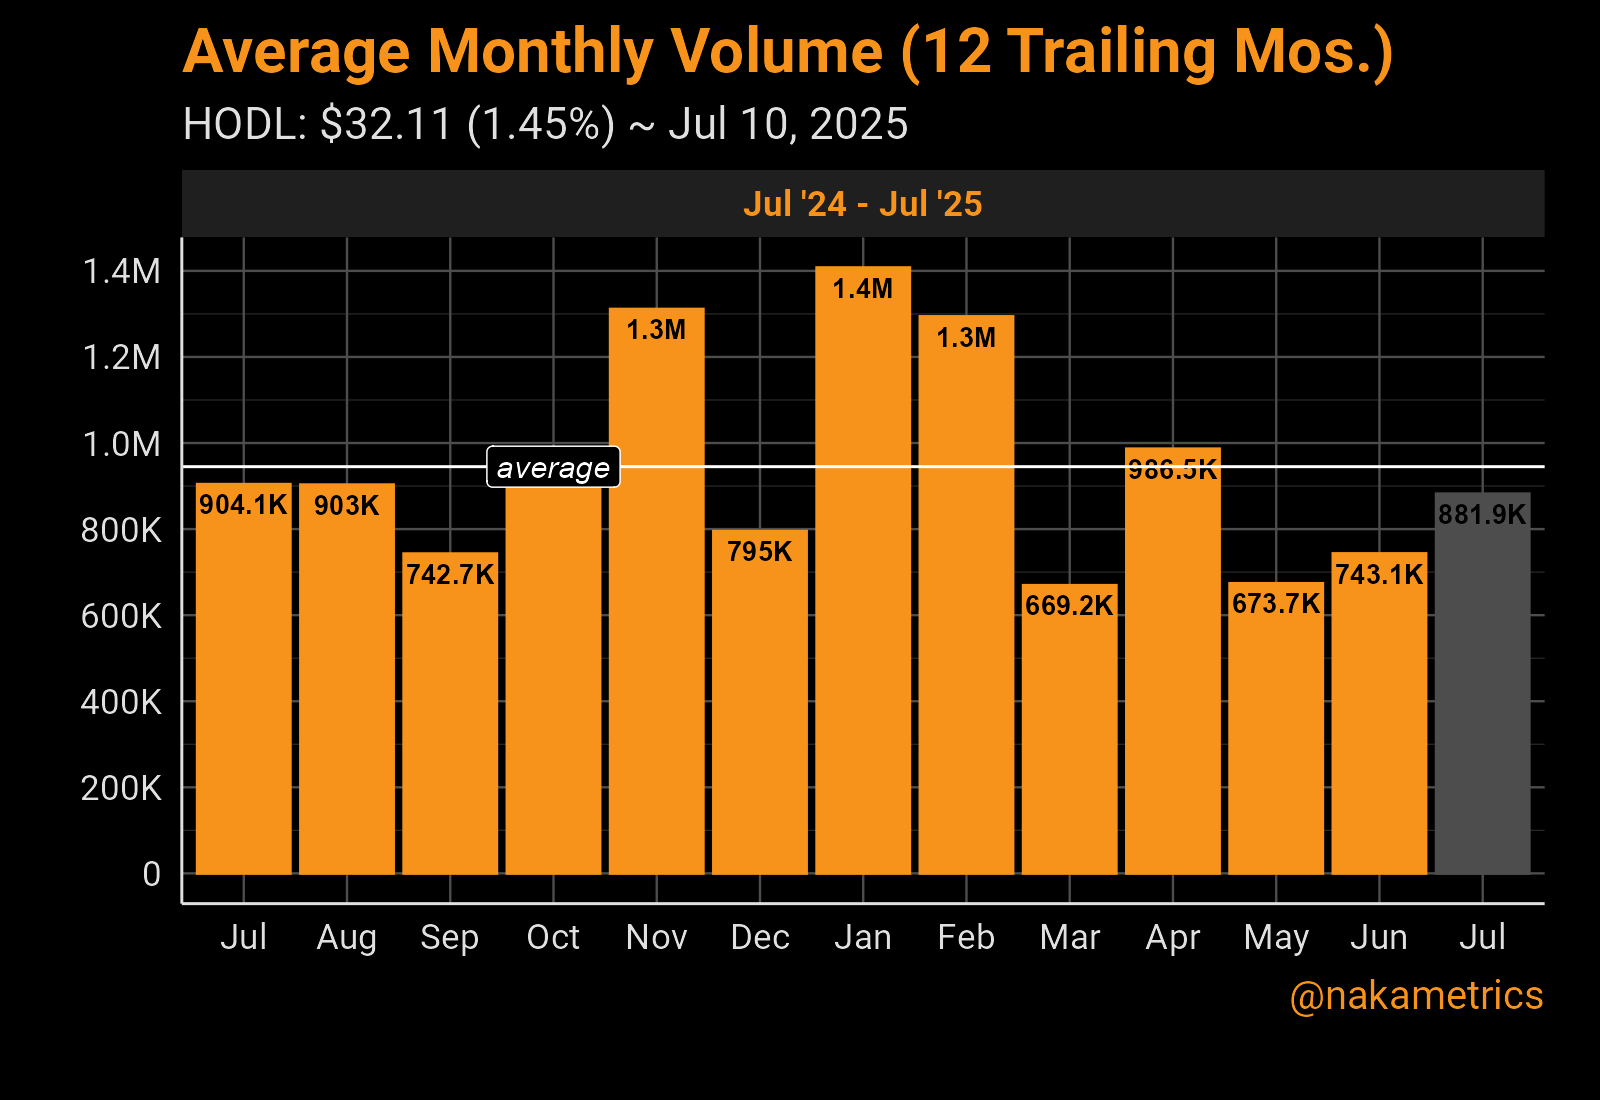 Average Monthly Volume (12 Trailing Mos.)
HODL: $32.11 (1.45%) ~ Jul 10, 2025
Jul '24 - Jul '25
1.4M
1.2M
1.0M
800K
600K
400K
200K
0
904.1K
903K
742.7K
average
1.3M
795K
1.4M
1.3M
669.2K
986.5K
673.7K
743.1K
881.9K
Jul Aug Sep Oct Nov Dec Jan Feb Mar Apr May Jun Jul
@nakametrics